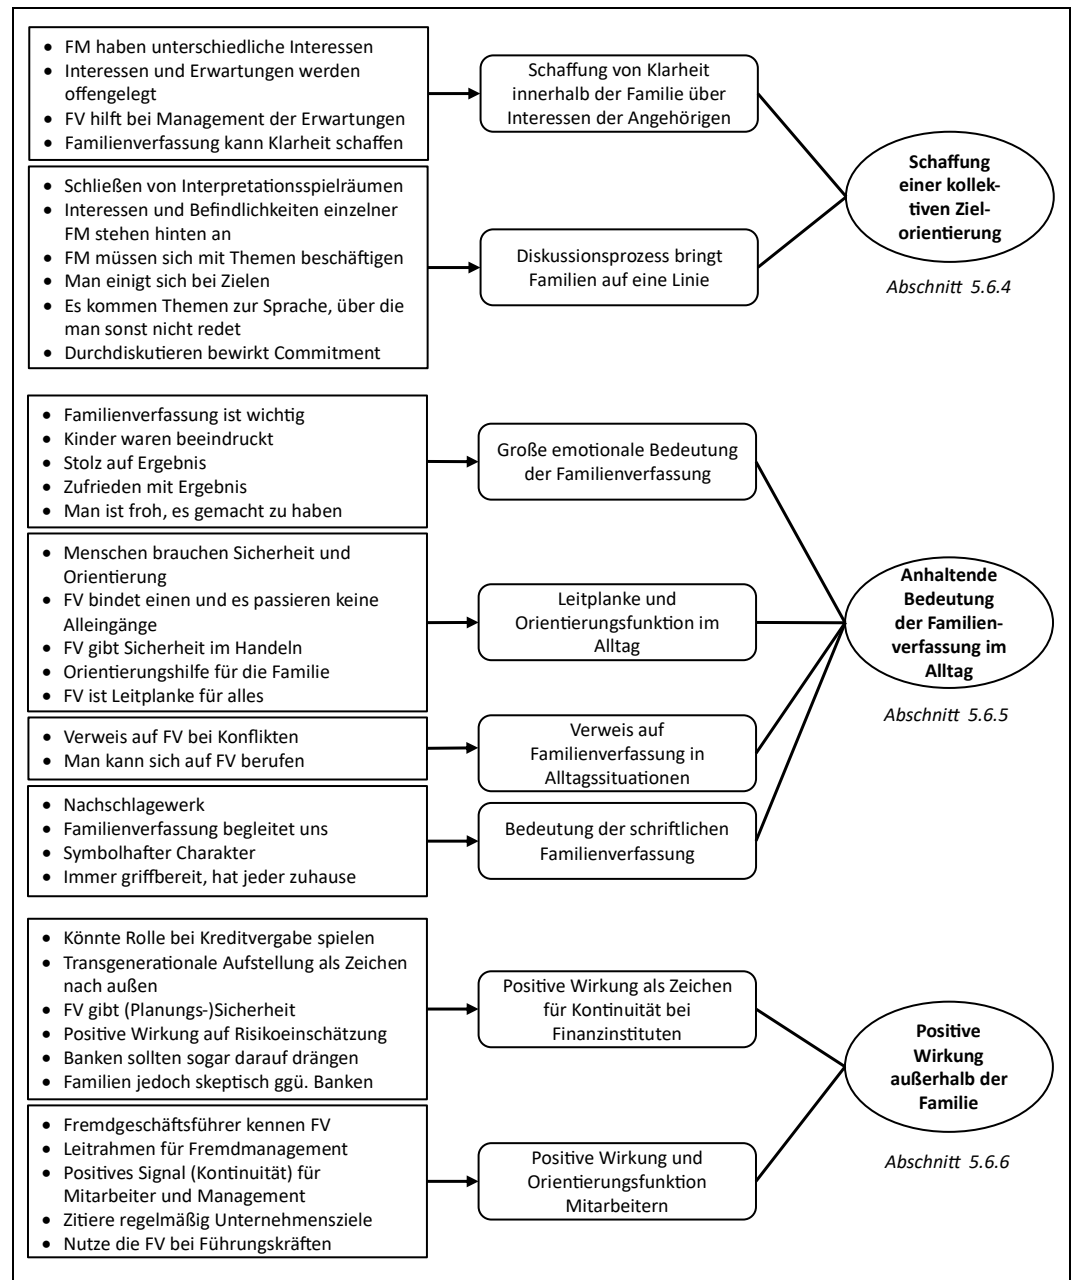 • FM haben unterschiedliche Interessen
• Interessen und Erwartungen werden
offengelegt
• FV hilft bei Management der Erwartungen
• Familienverfassung kann Klarheit schaffen
Schaffung von Klarheit
innerhalb der Familie über
Interessen der Angehörigen
• Schließen von Interpretationsspielräumen
• Interessen und Befindlichkeiten einzelner
FM stehen hinten an
• FM müssen sich mit Themen beschäftigen
• Man einigt sich bei Zielen
• Es kommen Themen zur Sprache, über die
man sonst nicht redet
• Durchdiskutieren bewirkt Commitment
Diskussionsprozess bringt
Familien auf eine Linie
Schaffung
einer kollek-
tiven Ziel-
orientierung
Abschnitt 5.6.4
• Familienverfassung ist wichtig
• Kinder waren beeindruckt
• Stolz auf Ergebnis
• Zufrieden mit Ergebnis
• Man ist froh, es gemacht zu haben
Große emotionale Bedeutung
der Familienverfassung
• Menschen brauchen Sicherheit und
Orientierung
• FV bindet einen und es passieren keine
Alleingänge
• FV gibt Sicherheit im Handeln
• Orientierungshilfe für die Familie
• FV ist Leitplanke für alles
Leitplanke und
Orientierungsfunktion im
Alltag
• Verweis auf FV bei Konflikten
• Man kann sich auf FV berufen
Verweis auf
Familienverfassung in
Alltagssituationen
• Nachschlagewerk
• Familienverfassung begleitet uns
• Symbolhafter Charakter
• Immer griffbereit, hat jeder zuhause
Bedeutung der schriftlichen
Familienverfassung
Anhaltende
Bedeutung
der Familien-
verfassung im
Alltag
Abschnitt 5.6.5
• Könnte Rolle bei Kreditvergabe spielen
• Transgenerationale Aufstellung als Zeichen
nach außen
• FV gibt (Planungs-)Sicherheit
• Positive Wirkung auf Risikoeinschätzung
• Banken sollten sogar darauf drängen
• Familien jedoch skeptisch ggü. Banken
Positive Wirkung als Zeichen
für Kontinuität bei
Finanzinstituten
• Fremdgeschäftsführer kennen FV
• Leitrahmen für Fremdmanagement
• Positives Signal (Kontinuität) für
Mitarbeiter und Management
• Zitiere regelmäßig Unternehmensziele
• Nutze die FV bei Führungskräften
Positive Wirkung und
Orientierungsfunktion
Mitarbeitern
Positive
Wirkung
außerhalb der
Familie
Abschnitt 5.6.6